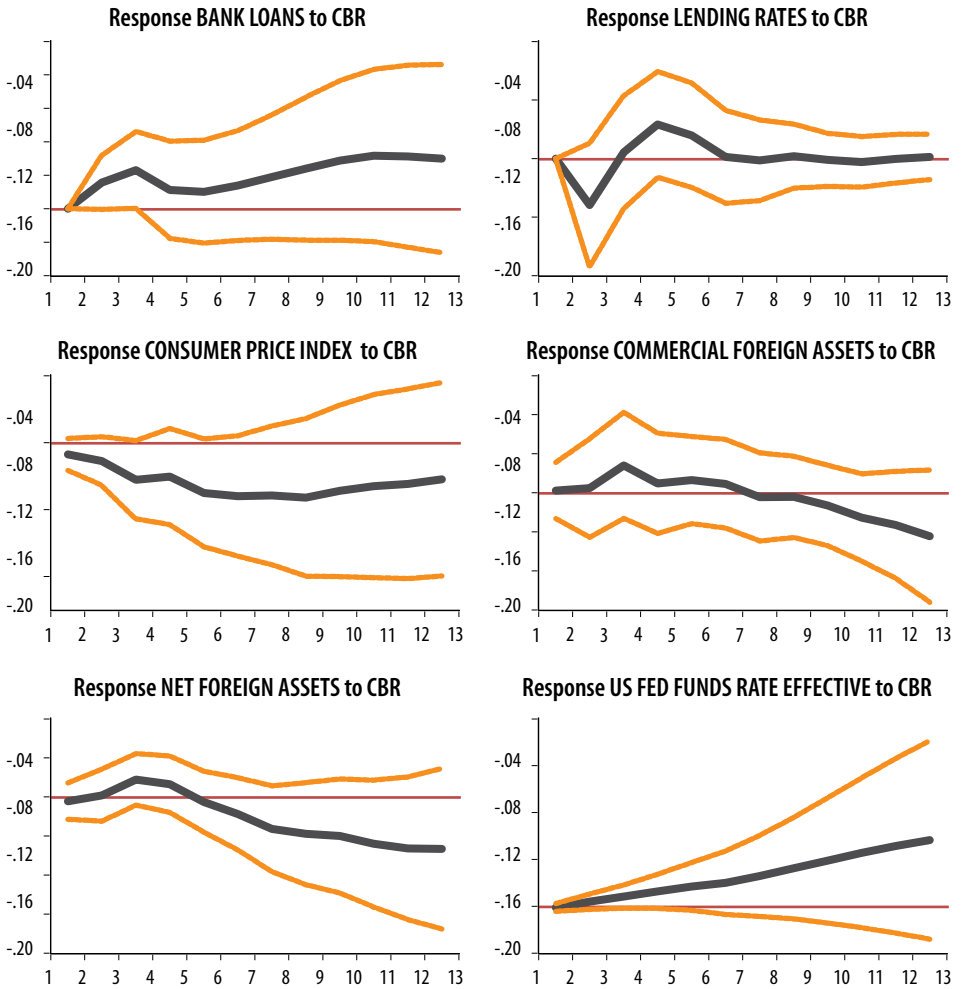 Response BANK LOANS to CBR
-.04
-.08
-.12
-.16
-.20
1 2 3 4 5 6 7 8 9 10 11 12 13
Response LENDING RATES to CBR
-.04
-.08
-.12
-.16
-.20
1 2 3 4 5 6 7 8 9 10 11 12 13
Response CONSUMER PRICE INDEX to CBR
-.04
-.08
-.12
-.16
-.20
1 2 3 4 5 6 7 8 9 10 11 12 13
Response COMMERCIAL FOREIGN ASSETS to CBR
-.04
-.08
-.12
-.16
-.20
1 2 3 4 5 6 7 8 9 10 11 12 13
Response NET FOREIGN ASSETS to CBR
-.04
-.08
-.12
-.16
-.20
1 2 3 4 5 6 7 8 9 10 11 12 13
Response US FED FUNDS RATE EFFECTIVE to CBR
-.04
-.08
-.12
-.16
-.20
1 2 3 4 5 6 7 8 9 10 11 12 13